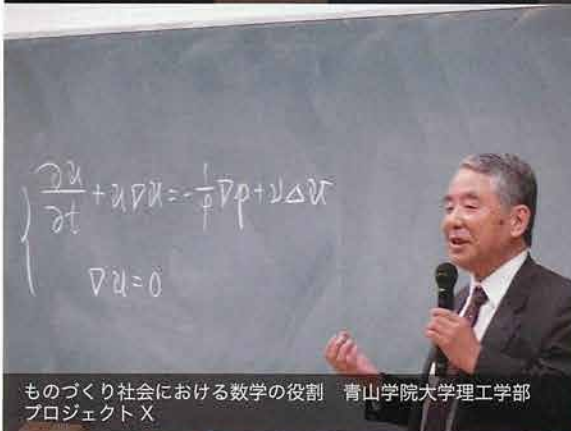 ∂u/∂t + u∇u = -1/ρ ∇p + ν△u
∇u = 0
ものづくり社会における数学の役割　青山学院大学理工学部
プロジェクト X